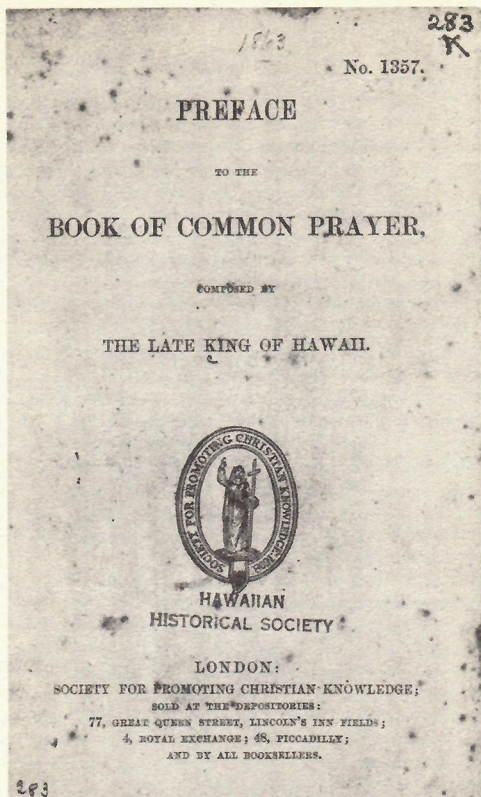 283
K
1863
No. 1357.
PREFACE
TO THE
BOOK OF COMMON PRAYER,
COMPOSED BY
THE LATE KING OF HAWAII.
SOCIETY FOR PROMOTING CHRISTIAN KNOWLEDGE
HAWAIIAN
HISTORICAL SOCIETY
LONDON:
SOCIETY FOR PROMOTING CHRISTIAN KNOWLEDGE;
SOLD AT THE DEPOSITORIES:
77, GREAT QUEEN STREET, LINCOLN'S INN FIELDS;
4, ROYAL EXCHANGE; 48, PICCADILLY;
AND BY ALL BOOKSELLERS.
283